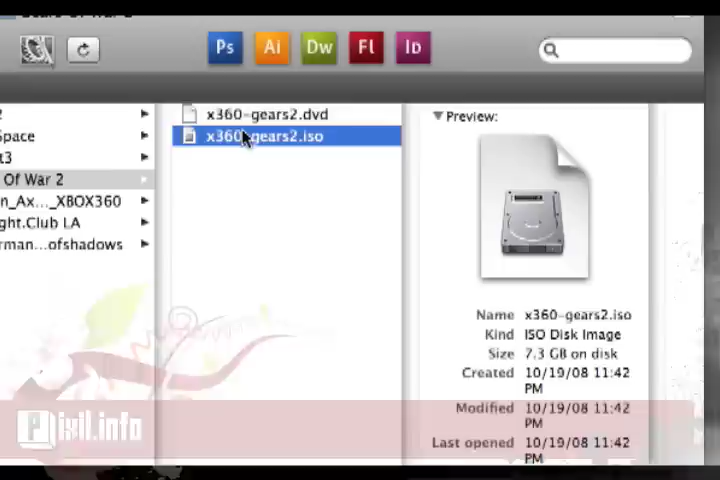 Ps Ai Dw Fl ID
x360-gears2.dvd
x360-gears2.iso
Space
t3
Of War 2
n_Ax..._XBOX360
ght.Club LA
rman...ofshadows
Preview:
Name x360-gears2.iso
Kind ISO Disk Image
Size 7.3 GB on disk
Created 10/19/08 11:42
PM
Modified 10/19/08 11:42
PM
Last opened 10/19/08 11:42
PM
Pixil.info